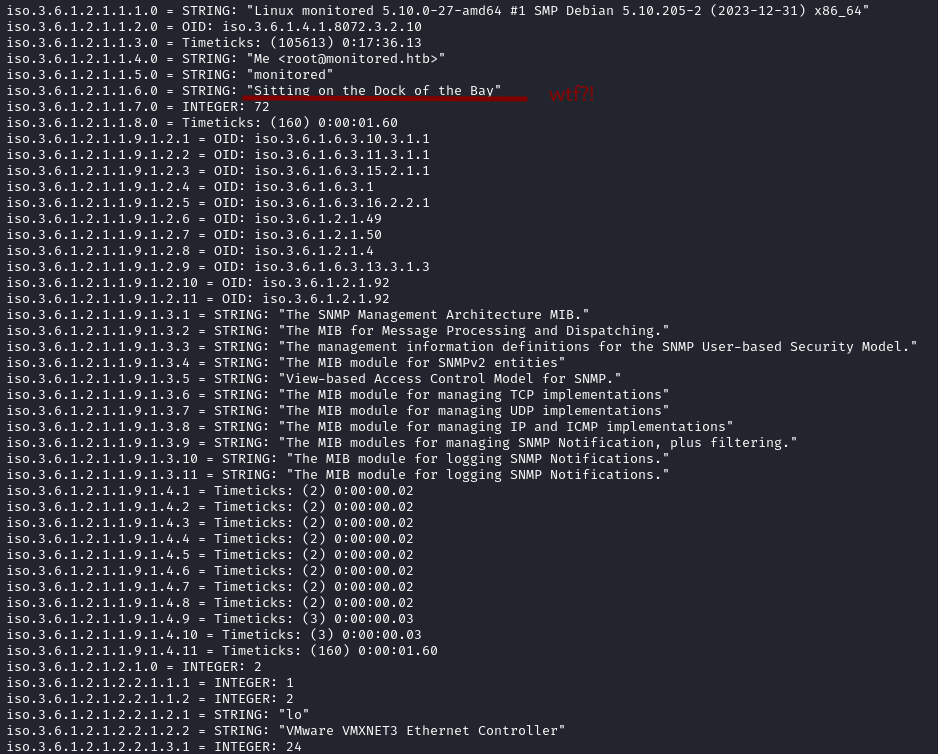 iso.3.6.1.2.1.1.1.0 = STRING: "Linux monitored 5.10.0-27-amd64 #1 SMP Debian 5.10.205-2 (2023-12-31) x86_64"
iso.3.6.1.2.1.1.2.0 = OID: iso.3.6.1.4.1.8072.3.2.10
iso.3.6.1.2.1.1.3.0 = Timeticks: (105613) 0:17:36.13
iso.3.6.1.2.1.1.4.0 = STRING: "Me <root@monitored.htb>"
iso.3.6.1.2.1.1.5.0 = STRING: "monitored"
iso.3.6.1.2.1.1.6.0 = STRING: "Sitting on the Dock of the Bay" wtf?!
iso.3.6.1.2.1.1.7.0 = INTEGER: 72
iso.3.6.1.2.1.1.8.0 = Timeticks: (160) 0:00:01.60
iso.3.6.1.2.1.1.9.1.2.1 = OID: iso.3.6.1.6.3.10.3.1.1
iso.3.6.1.2.1.1.9.1.2.2 = OID: iso.3.6.1.6.3.11.3.1.1
iso.3.6.1.2.1.1.9.1.2.3 = OID: iso.3.6.1.6.3.15.2.1.1
iso.3.6.1.2.1.1.9.1.2.4 = OID: iso.3.6.1.6.3.1
iso.3.6.1.2.1.1.9.1.2.5 = OID: iso.3.6.1.6.3.16.2.2.1
iso.3.6.1.2.1.1.9.1.2.6 = OID: iso.3.6.1.2.1.49
iso.3.6.1.2.1.1.9.1.2.7 = OID: iso.3.6.1.2.1.50
iso.3.6.1.2.1.1.9.1.2.8 = OID: iso.3.6.1.2.1.4
iso.3.6.1.2.1.1.9.1.2.9 = OID: iso.3.6.1.6.3.13.3.1.3
iso.3.6.1.2.1.1.9.1.2.10 = OID: iso.3.6.1.2.1.92
iso.3.6.1.2.1.1.9.1.2.11 = OID: iso.3.6.1.2.1.92
iso.3.6.1.2.1.1.9.1.3.1 = STRING: "The SNMP Management Architecture MIB."
iso.3.6.1.2.1.1.9.1.3.2 = STRING: "The MIB for Message Processing and Dispatching."
iso.3.6.1.2.1.1.9.1.3.3 = STRING: "The management information definitions for the SNMP User-based Security Model."
iso.3.6.1.2.1.1.9.1.3.4 = STRING: "The MIB module for SNMPv2 entities"
iso.3.6.1.2.1.1.9.1.3.5 = STRING: "View-based Access Control Model for SNMP."
iso.3.6.1.2.1.1.9.1.3.6 = STRING: "The MIB module for managing TCP implementations"
iso.3.6.1.2.1.1.9.1.3.7 = STRING: "The MIB module for managing UDP implementations"
iso.3.6.1.2.1.1.9.1.3.8 = STRING: "The MIB module for managing IP and ICMP implementations"
iso.3.6.1.2.1.1.9.1.3.9 = STRING: "The MIB modules for managing SNMP Notification, plus filtering."
iso.3.6.1.2.1.1.9.1.3.10 = STRING: "The MIB module for logging SNMP Notifications."
iso.3.6.1.2.1.1.9.1.3.11 = STRING: "The MIB module for logging SNMP Notifications."
iso.3.6.1.2.1.1.9.1.4.1 = Timeticks: (2) 0:00:00.02
iso.3.6.1.2.1.1.9.1.4.2 = Timeticks: (2) 0:00:00.02
iso.3.6.1.2.1.1.9.1.4.3 = Timeticks: (2) 0:00:00.02
iso.3.6.1.2.1.1.9.1.4.4 = Timeticks: (2) 0:00:00.02
iso.3.6.1.2.1.1.9.1.4.5 = Timeticks: (2) 0:00:00.02
iso.3.6.1.2.1.1.9.1.4.6 = Timeticks: (2) 0:00:00.02
iso.3.6.1.2.1.1.9.1.4.7 = Timeticks: (2) 0:00:00.02
iso.3.6.1.2.1.1.9.1.4.8 = Timeticks: (2) 0:00:00.02
iso.3.6.1.2.1.1.9.1.4.9 = Timeticks: (3) 0:00:00.03
iso.3.6.1.2.1.1.9.1.4.10 = Timeticks: (3) 0:00:00.03
iso.3.6.1.2.1.1.9.1.4.11 = Timeticks: (160) 0:00:01.60
iso.3.6.1.2.1.2.1.0 = INTEGER: 2
iso.3.6.1.2.1.2.2.1.1.1 = INTEGER: 1
iso.3.6.1.2.1.2.2.1.1.2 = INTEGER: 2
iso.3.6.1.2.1.2.2.1.2.1 = STRING: "lo"
iso.3.6.1.2.1.2.2.1.2.2 = STRING: "VMware VMXNET3 Ethernet Controller"
iso.3.6.1.2.1.2.2.1.3.1 = INTEGER: 24